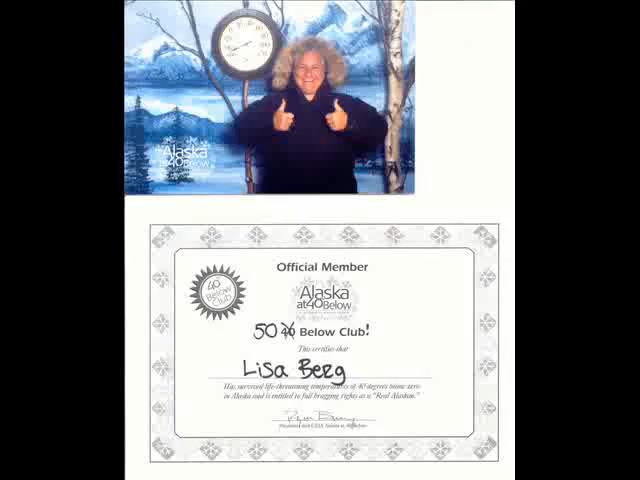 Alaska
at 40 Below
Official Member
40
Below
Club
Alaska
at 40 Below
50 40 Below Club!
This certifies that
Lisa Berg
Has survived life-threatening temperatures of 40 degrees below zero
in Alaska and is entitled to full bragging rights as a "Real Alaskan."